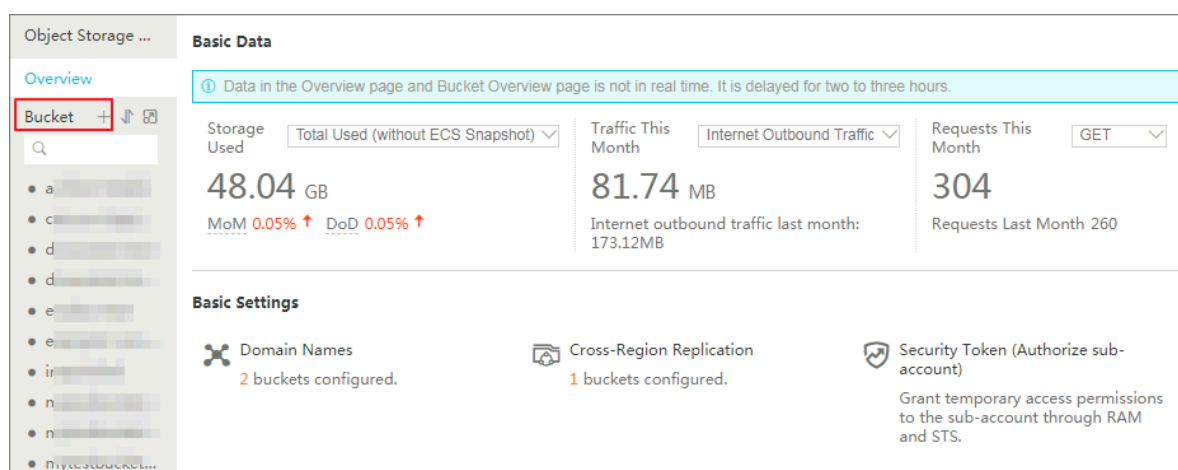 Object Storage ...
Overview
Bucket
a
c
d
d
e
e
in
n
n
mytestbucket...
Basic Data
Data in the Overview page and Bucket Overview page is not in real time. It is delayed for two to three hours.
Storage Used
Total Used (without ECS Snapshot)
48.04 GB
MoM 0.05% ↑ DoD 0.05% ↑
Traffic This
Month
Internet Outbound Traffic
81.74 MB
Internet outbound traffic last month:
173.12MB
Requests This
Month
GET
304
Requests Last Month 260
Basic Settings
Domain Names
2 buckets configured.
Cross-Region Replication
1 buckets configured.
Security Token (Authorize sub-
account)
Grant temporary access permissions
to the sub-account through RAM
and STS.